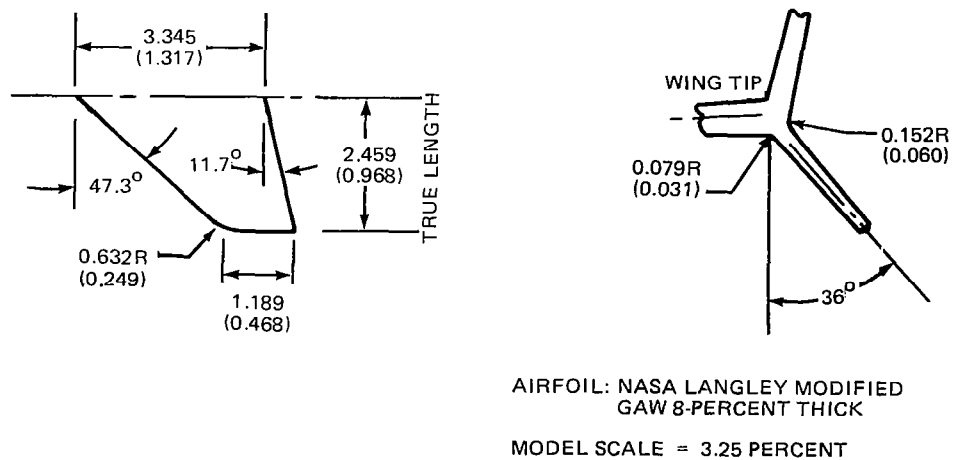 3.345
(1.317)
47.3°
11.7°
2.459
(0.968)
TRUE LENGTH
0.632R
(0.249)
1.189
(0.468)
WING TIP
0.152R
(0.060)
0.079R
(0.031)
36°
AIRFOIL: NASA LANGLEY MODIFIED
GAW 8-PERCENT THICK
MODEL SCALE = 3.25 PERCENT